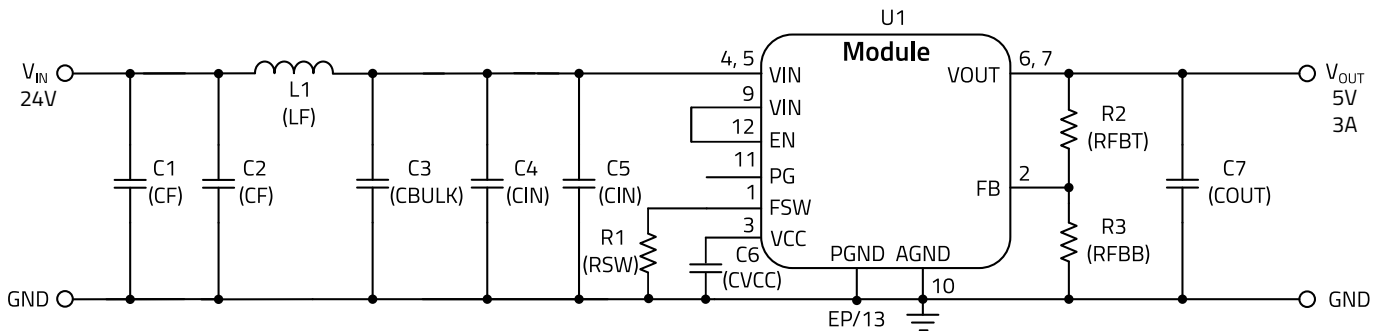 U1
Module
V_IN
24V
L1
(LF)
4, 5
VIN
9
VIN
12
EN
11
PG
1
FSW
3
VCC
6, 7
VOUT
2
FB
PGND
AGND
10
EP/13
C1
(CF)
C2
(CF)
C3
(CBULK)
C4
(CIN)
C5
(CIN)
R1
(RSW)
C6
(CVCC)
R2
(RFBT)
R3
(RFBB)
C7
(COUT)
V_OUT
5V
3A
GND
GND